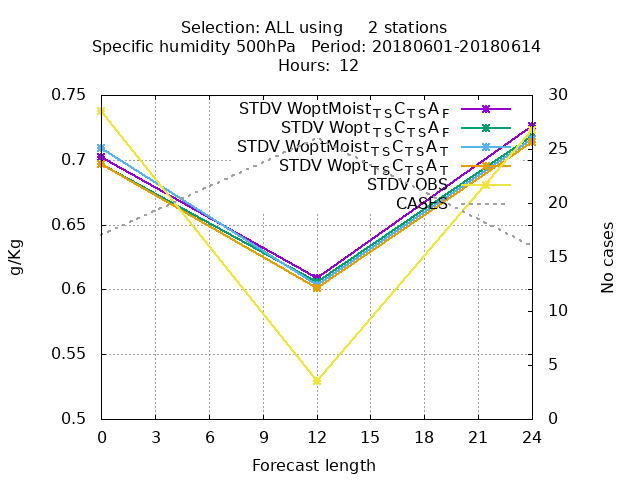 Selection: ALL using 2 stations
Specific humidity 500hPa Period: 20180601-20180614
Hours: 12
0.75
0.7
0.65
0.6
0.55
0.5
30
25
20
15
10
5
0
STDV WoptMoist_TS C_TS A_F
STDV Wopt_TS C_TS A_F
STDV WoptMoist_TS C_TS A_T
STDV Wopt_TS C_TS A_T
STDV OBS
CASES
g/Kg
No cases
0 3 6 9 12 15 18 21 24
Forecast length